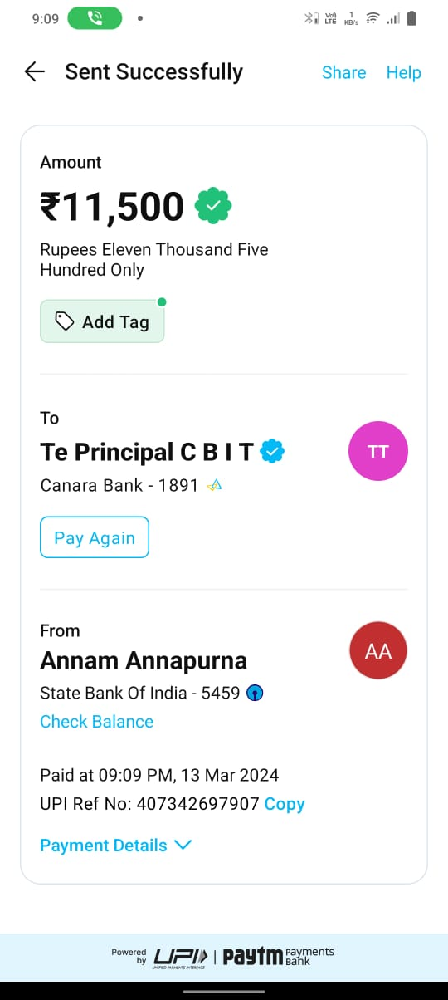 9:09
Vo) LTE
1 KB/s
Sent Successfully Share Help
Amount
₹11,500
Rupees Eleven Thousand Five
Hundred Only
Add Tag
To
Te Principal C B I T
TT
Canara Bank - 1891
Pay Again
From
Annam Annapurna
AA
State Bank Of India - 5459
Check Balance
Paid at 09:09 PM, 13 Mar 2024
UPI Ref No: 407342697907 Copy
Payment Details
Powered by UPI UNIFIED PAYMENTS INTERFACE | paytm payments Bank